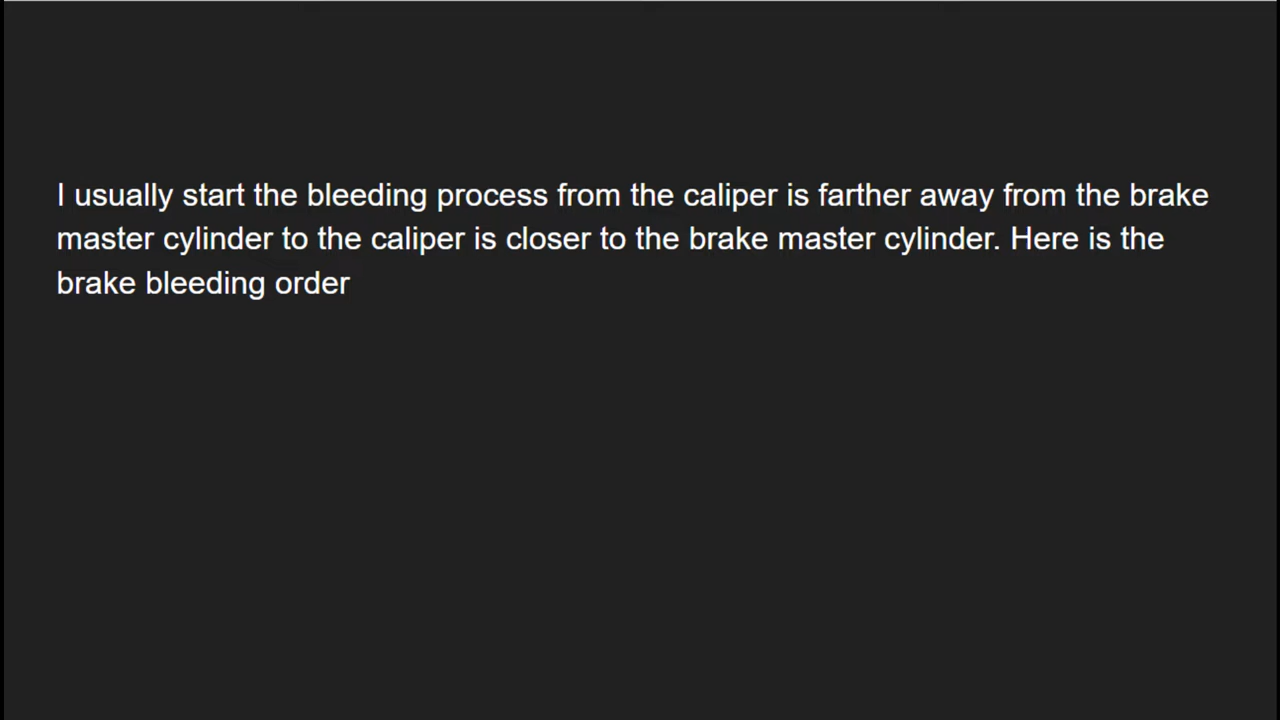 I usually start the bleeding process from the caliper is farther away from the brake
master cylinder to the caliper is closer to the brake master cylinder. Here is the
brake bleeding order